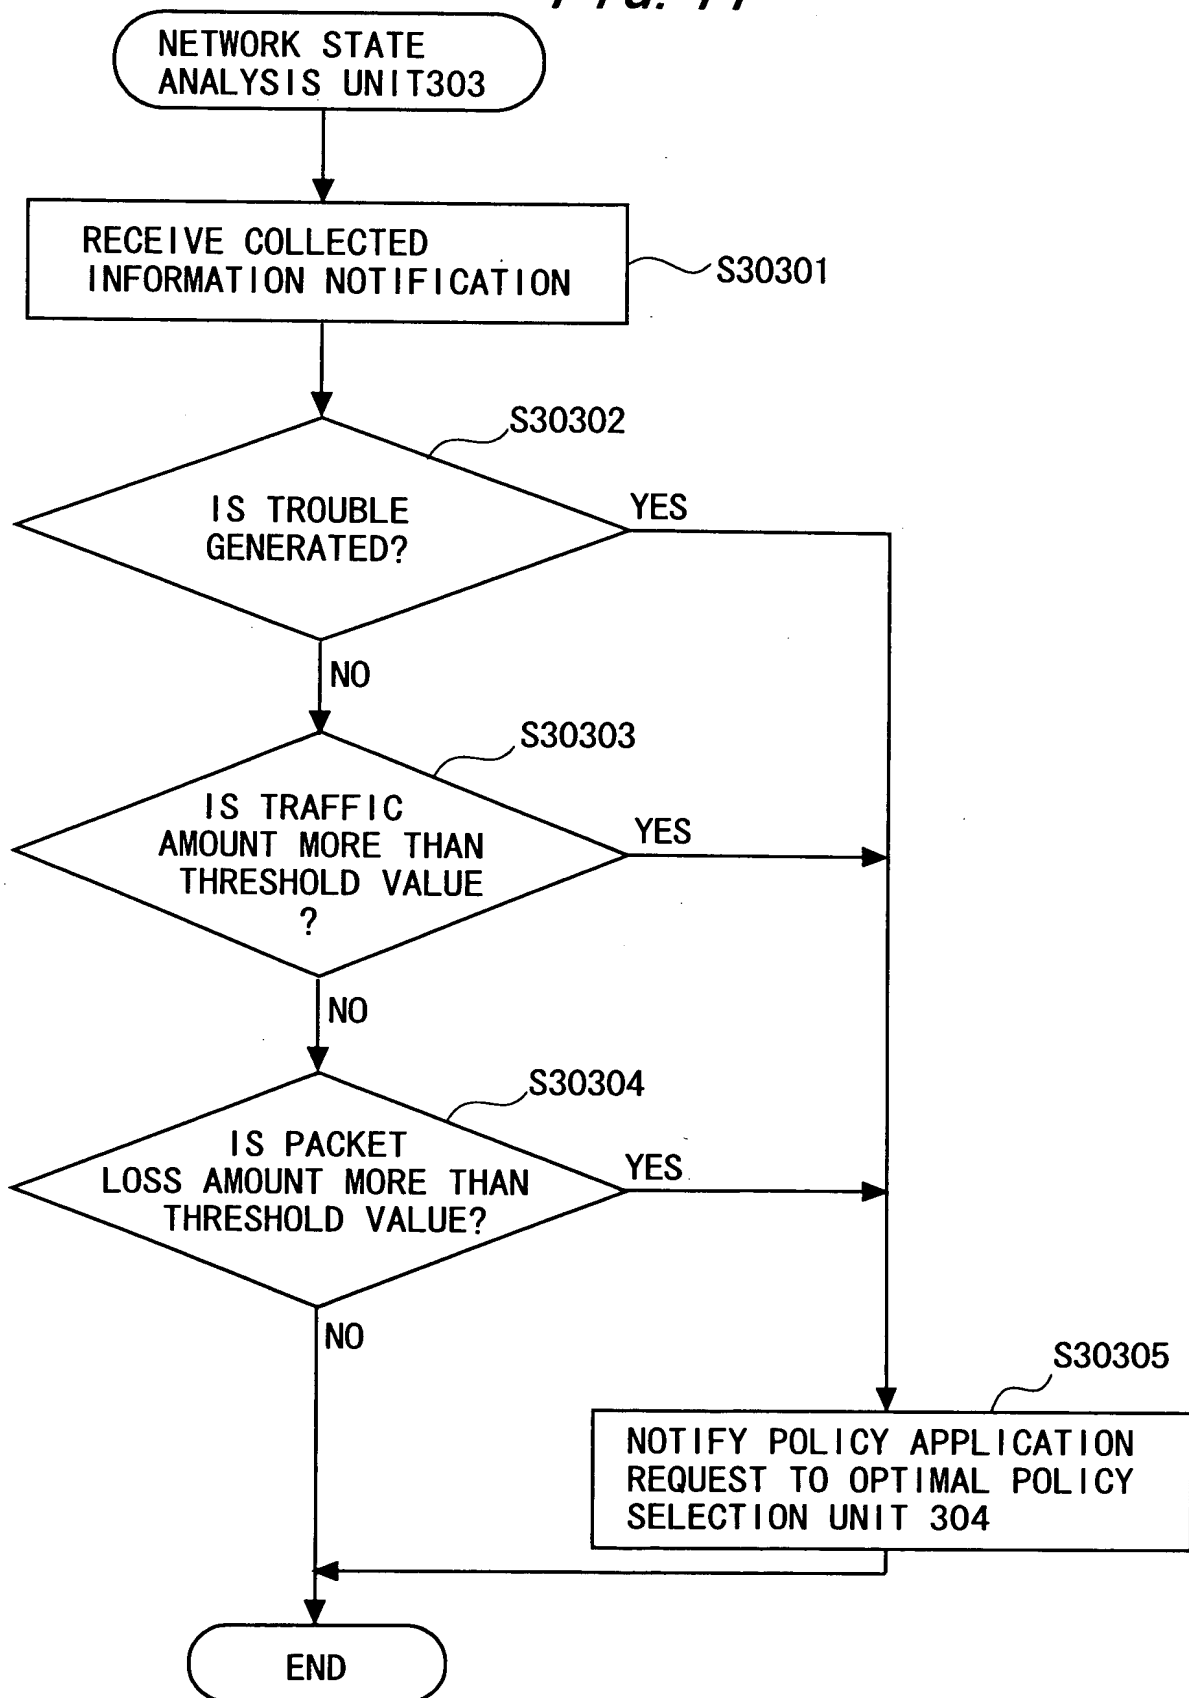 NETWORK STATE
ANALYSIS UNIT303
RECEIVE COLLECTED
INFORMATION NOTIFICATION
S30301
S30302
IS TROUBLE
GENERATED?
YES
NO
S30303
IS TRAFFIC
AMOUNT MORE THAN
THRESHOLD VALUE
?
YES
NO
S30304
IS PACKET
LOSS AMOUNT MORE THAN
THRESHOLD VALUE?
YES
NO
S30305
NOTIFY POLICY APPLICATION
REQUEST TO OPTIMAL POLICY
SELECTION UNIT 304
END